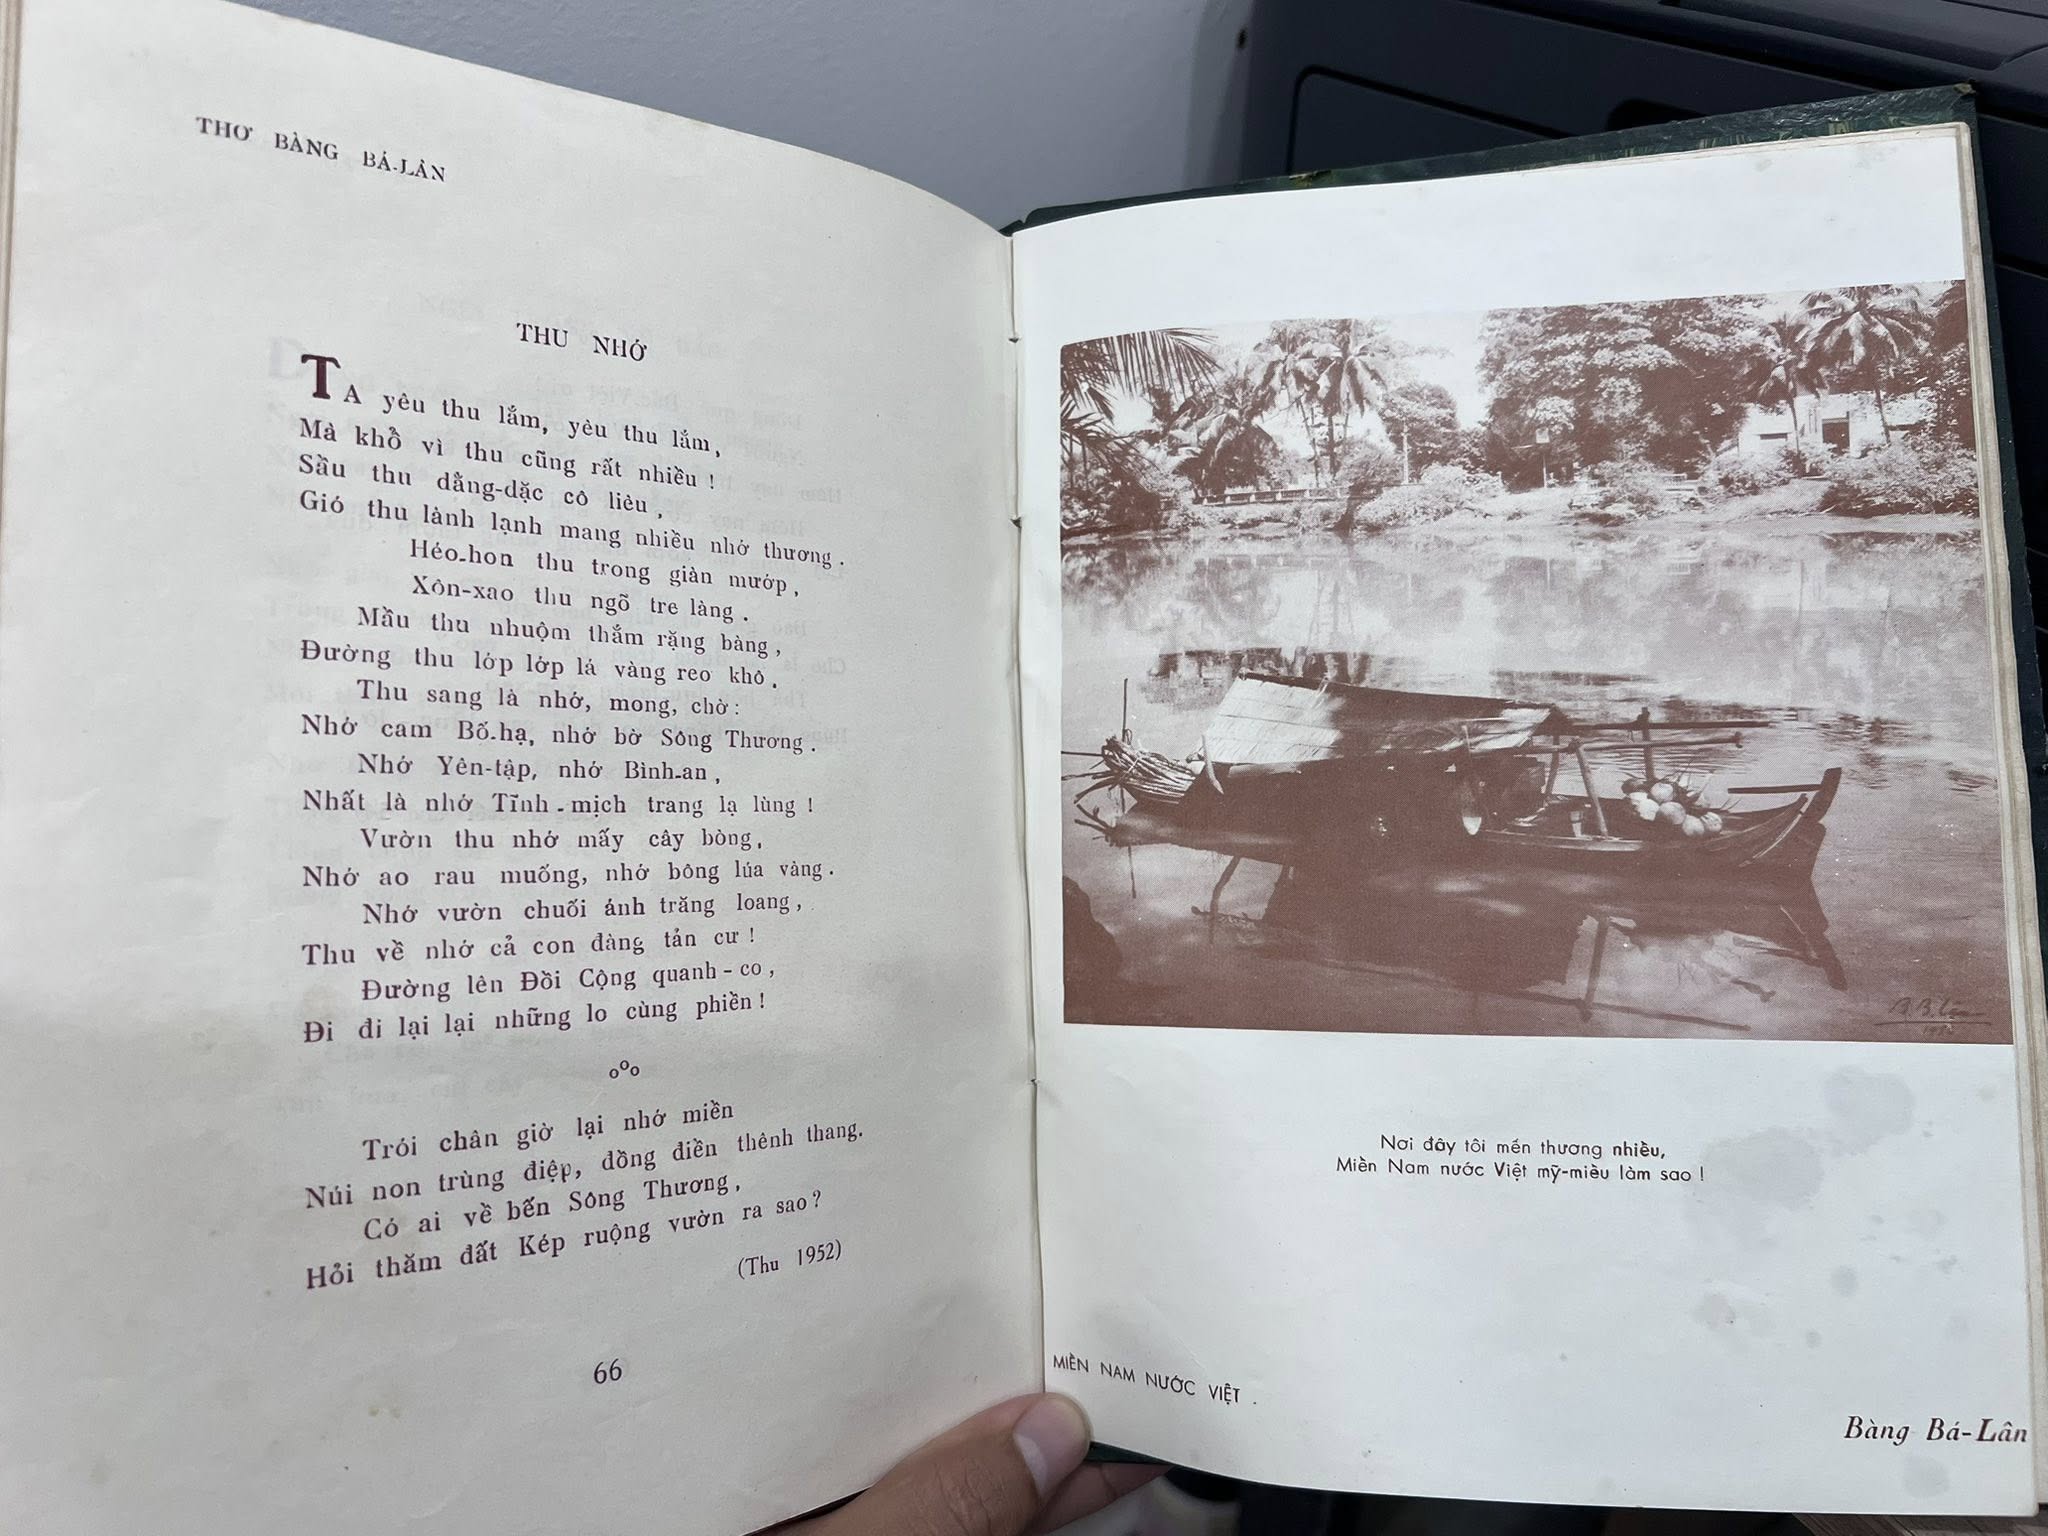 THƠ BÀNG BÁ-LÂN
THU NHỚ
TA yêu thu lắm, yêu thu lắm,
Mà khổ vì thu cũng rất nhiều !
Sầu thu dằng-dặc cô liêu,
Gió thu lành lạnh mang nhiều nhớ thương.
Héo-hon thu trong giàn mướp,
Xôn-xao thu ngõ tre làng.
Mầu thu nhuộm thắm rặng bàng,
Đường thu lớp lớp lá vàng reo khô.
Thu sang là nhớ, mong, chờ :
Nhớ cam Bố-hạ, nhớ bờ Sông Thương.
Nhớ Yên-tập, nhớ Bình-an,
Nhất là nhớ Tĩnh-mịch trang lạ lùng !
Vườn thu nhớ mấy cây bòng,
Nhớ ao rau muống, nhớ bông lúa vàng.
Nhớ vườn chuối ánh trăng loang,
Thu về nhớ cả con đàng tản cư !
Đường lên Đồi Cộng quanh-co,
Đi đi lại lại những lo cùng phiền !
o0o
Trói chân giờ lại nhớ miền
Núi non trùng điệp, đồng điền thênh thang.
Có ai về bến Sông Thương,
Hỏi thăm đất Kép ruộng vườn ra sao ?
(Thu 1952)
66
B.B.Lân
Nơi đây tôi mến thương nhiều,
Miền Nam nước Việt mỹ-miều làm sao !
MIỀN NAM NƯỚC VIỆT .
Bàng Bá-Lân